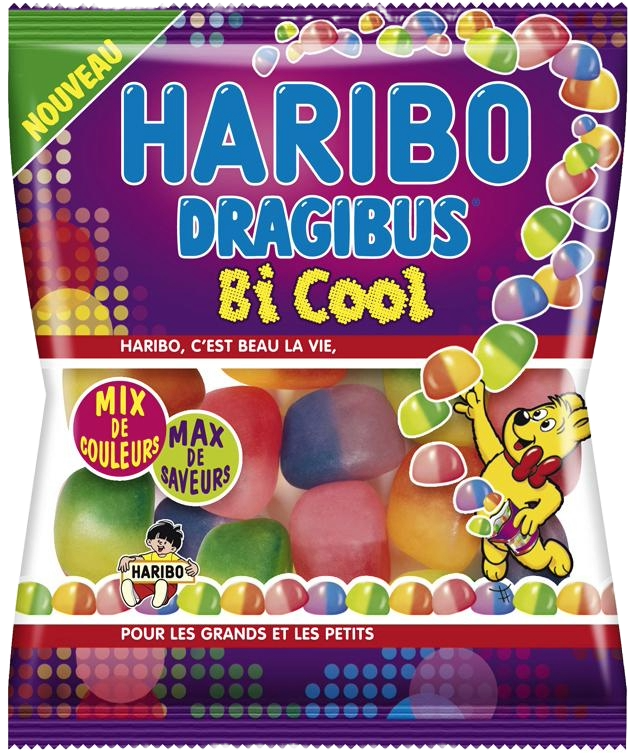 NOUVEAU
HARIBO
DRAGIBUS
Bi Cool
HARIBO, C'EST BEAU LA VIE,
MIX
DE
COULEURS
MAX
DE
SAVEURS
HARIBO
POUR LES GRANDS ET LES PETITS